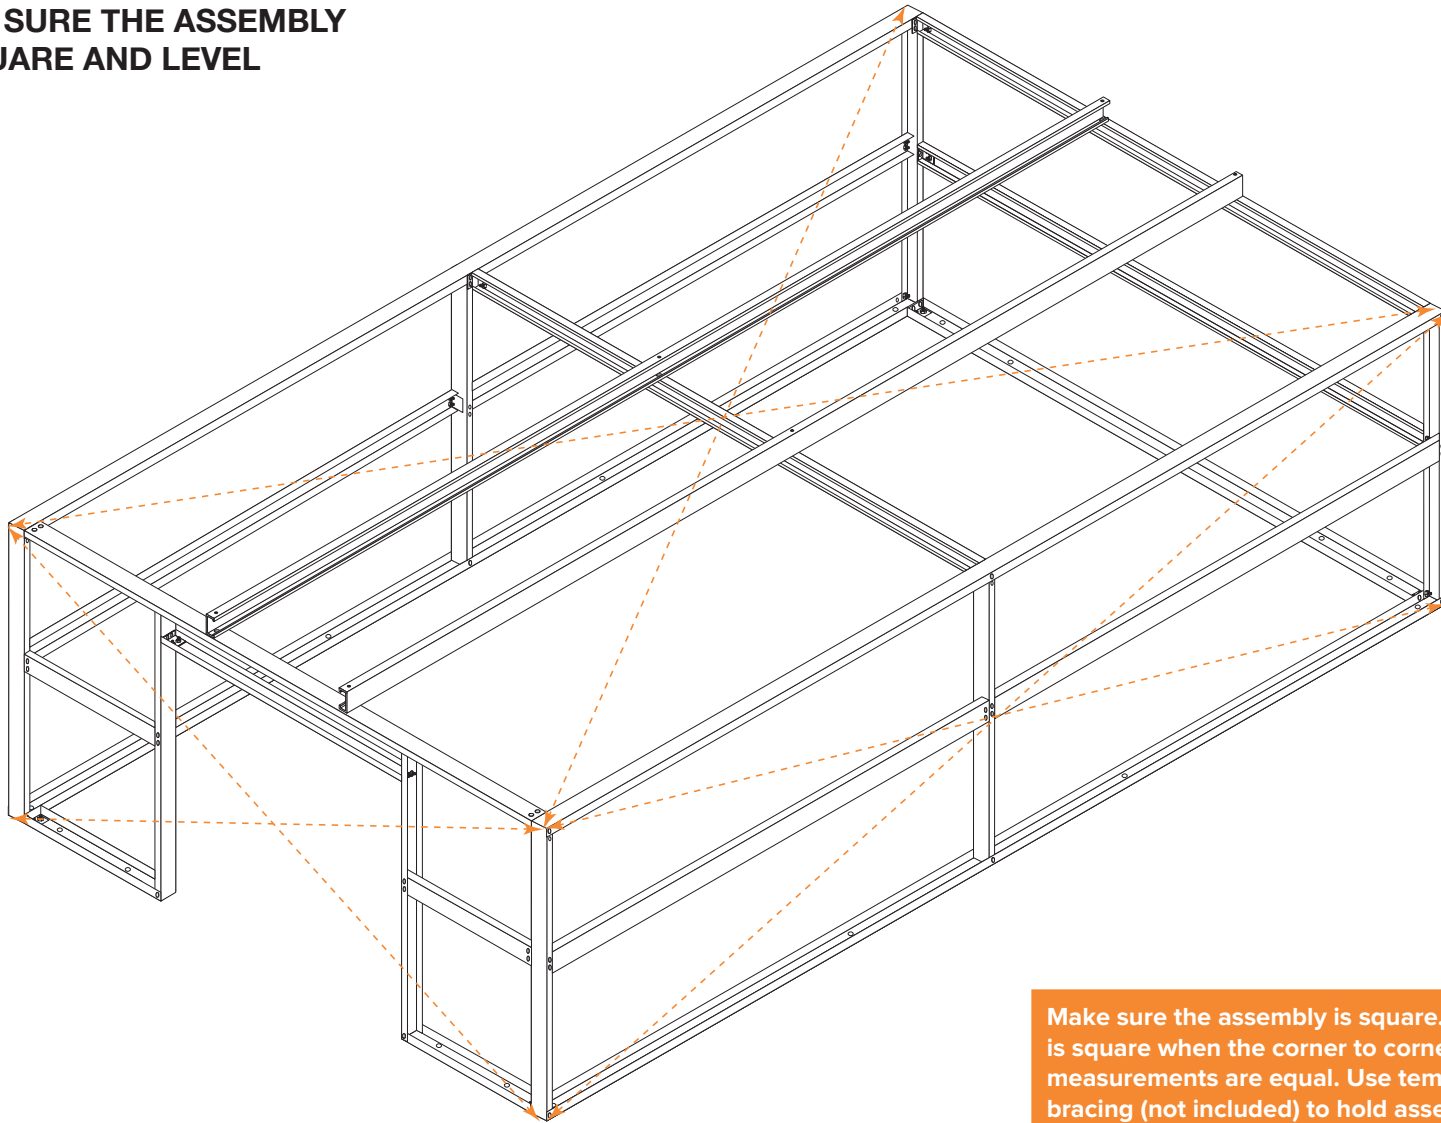 SURE THE ASSEMBLY
UARE AND LEVEL
Make sure the assembly is square.
is square when the corner to corne
measurements are equal. Use tem
bracing (not included) to hold asse